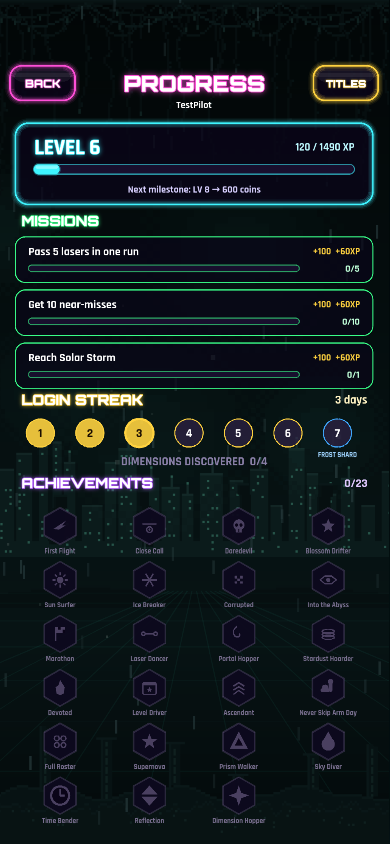 BACK
PROGRESS
TITLES
TestPilot
LEVEL 6
120 / 1490 XP
Next milestone: LV 8 → 600 coins
MISSIONS
Pass 5 lasers in one run
+100 +60XP
0/5
Get 10 near-misses
+100 +60XP
0/10
Reach Solar Storm
+100 +60XP
0/1
LOGIN STREAK
3 days
1 2 3 4 5 6 7
FROST SHARD
DIMENSIONS DISCOVERED 0/4
ACHIEVEMENTS
0/23
First Flight
Close Call
Daredevil
Blossom Drifter
Sun Surfer
Ice Breaker
Corrupted
Into the Abyss
Marathon
Laser Dancer
Portal Hopper
Stardust Hoarder
Devoted
Level Driver
Ascendant
Never Skip Arm Day
Full Roster
Supernova
Prism Walker
Sky Diver
Time Bender
Reflection
Dimension Hopper